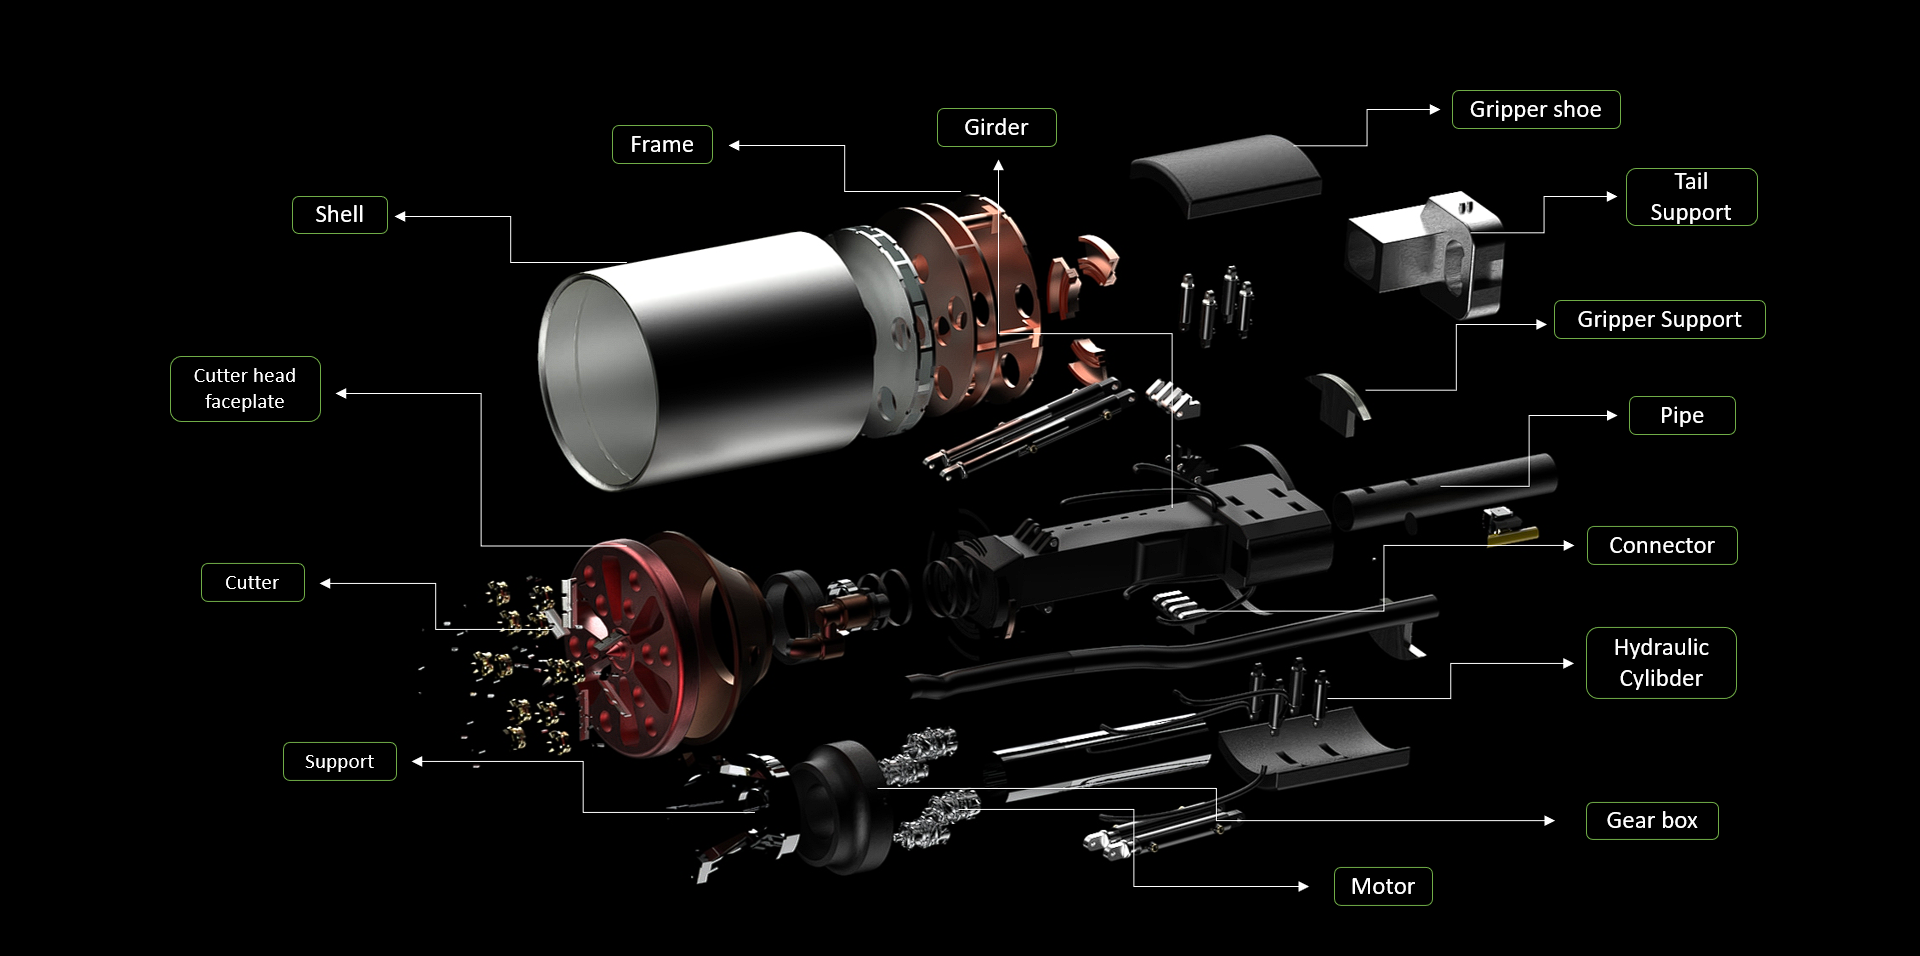 Gripper shoe
Girder
Frame
Tail
Support
Shell
Gripper Support
Cutter head
faceplate
Pipe
Connector
Cutter
Hydraulic
Cylibder
Support
Gear box
Motor